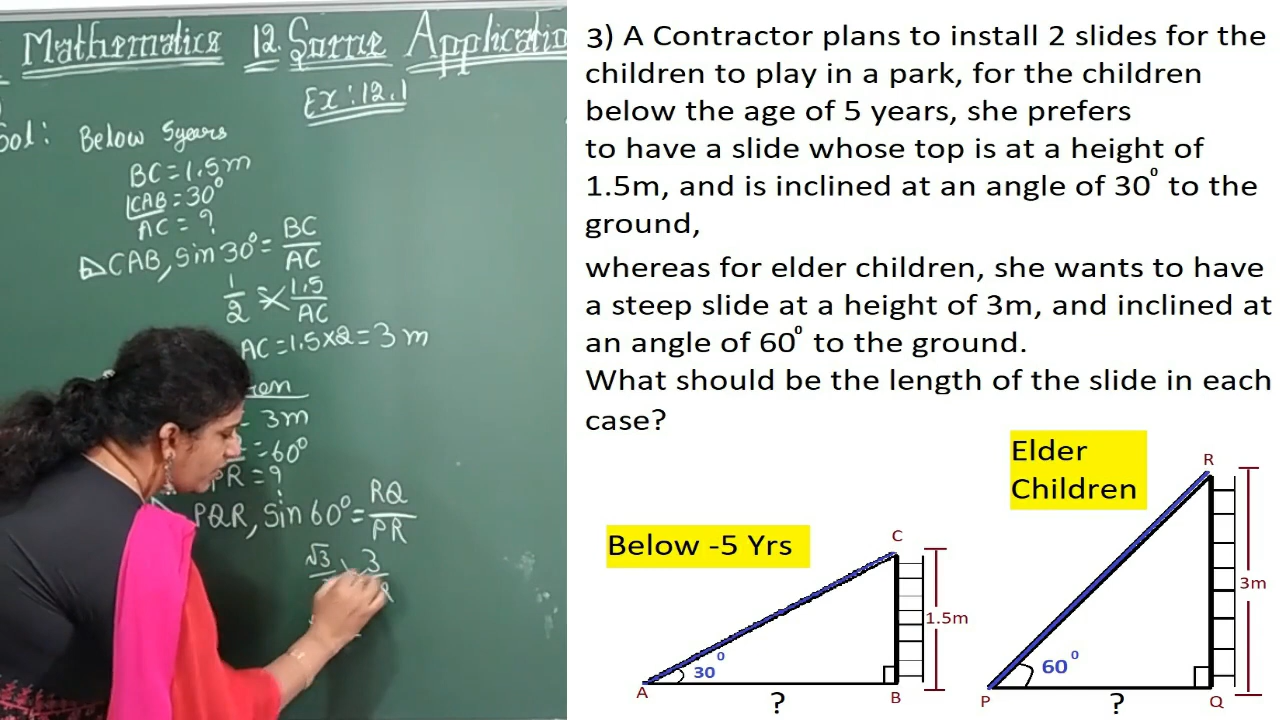 Mathematics 12. Some Applicatio
Ex: 12.1
Sol: Below 5years
BC = 1.5m
CAB = 30°
AC = ?
CAB, Sin 30° = BC/AC
1/2 = 1.5/AC
AC = 1.5×2 = 3 m
ren
3m
= 60°
PR = ?
PQR, Sin 60° = RQ/PR
√3 3
3) A Contractor plans to install 2 slides for the
children to play in a park, for the children
below the age of 5 years, she prefers
to have a slide whose top is at a height of
1.5m, and is inclined at an angle of 30⁰ to the
ground,
whereas for elder children, she wants to have
a steep slide at a height of 3m, and inclined at
an angle of 60⁰ to the ground.
What should be the length of the slide in each
case?
Below -5 Yrs
C
1.5m
30⁰
A
B
?
Elder
Children
R
3m
60⁰
P
Q
?